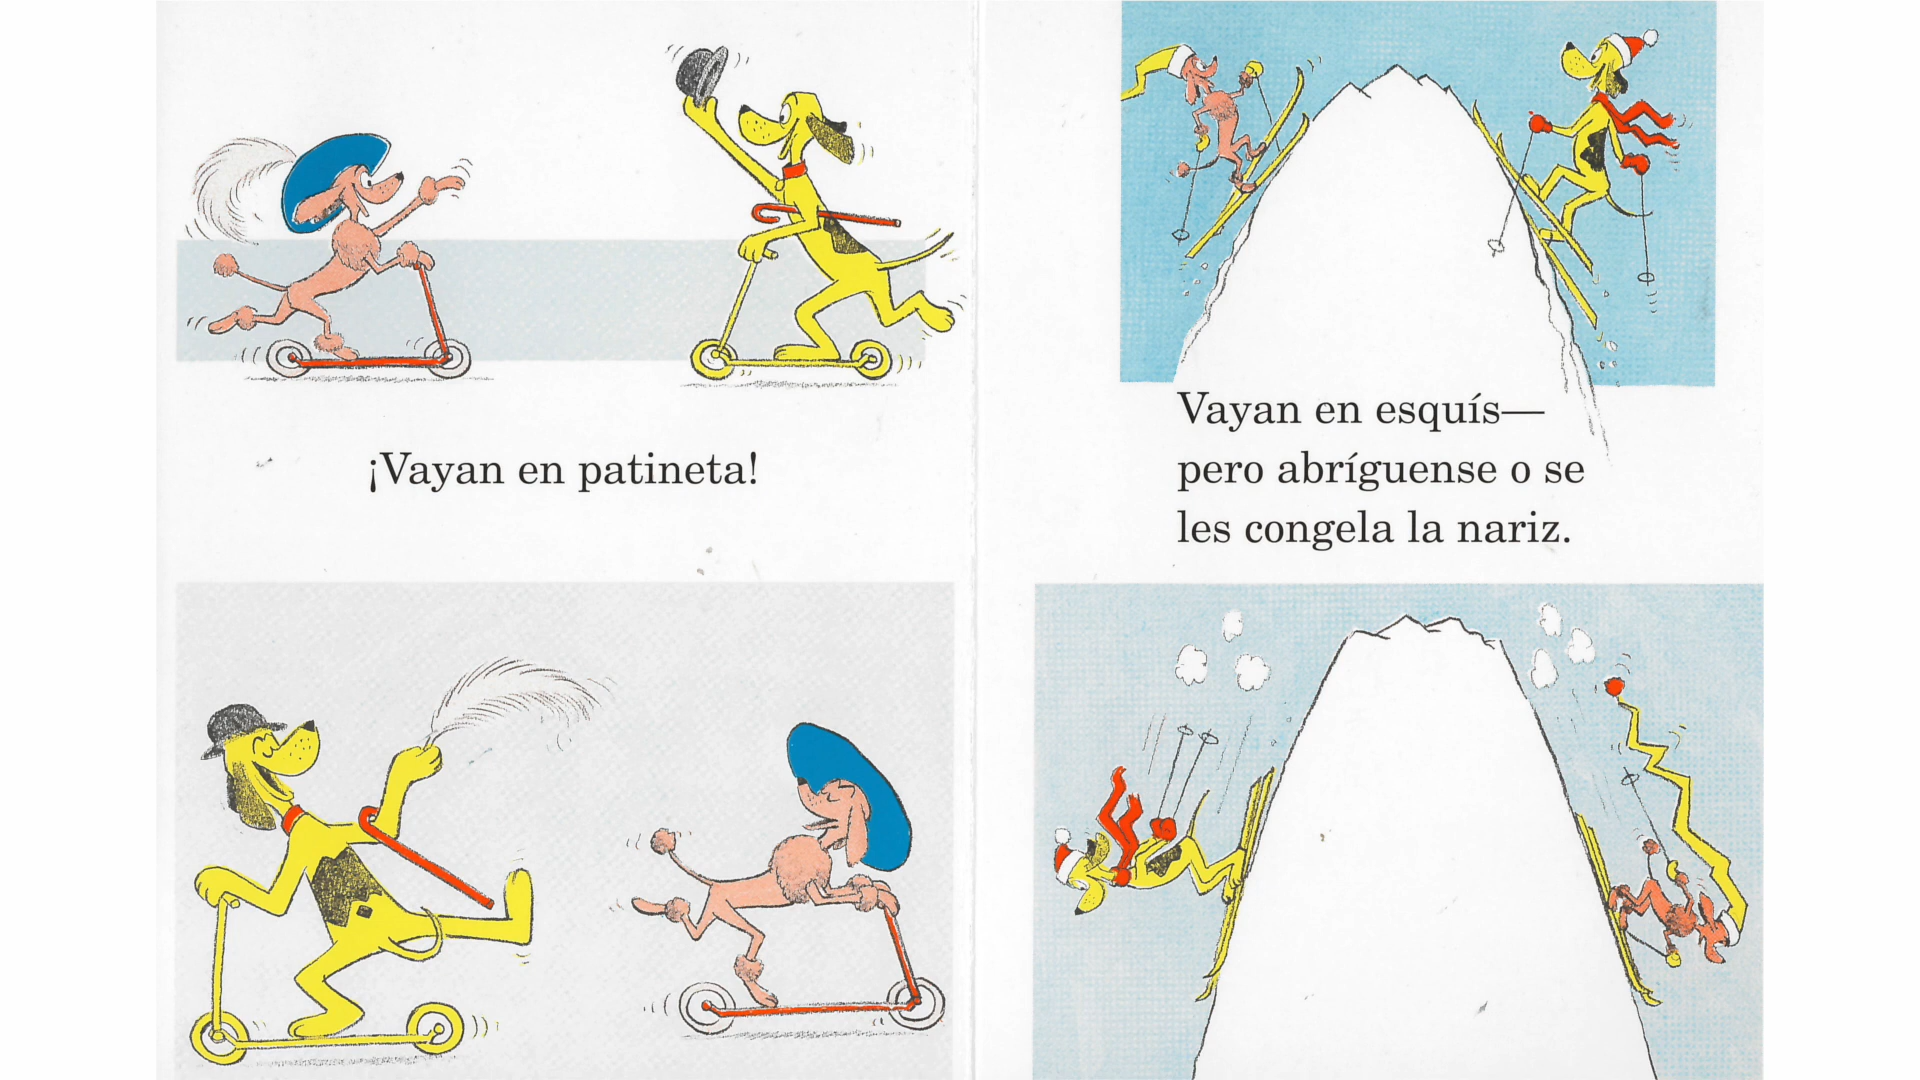 ¡Vayan en patineta!
Vayan en esquís—
pero abríguense o se
les congela la nariz.